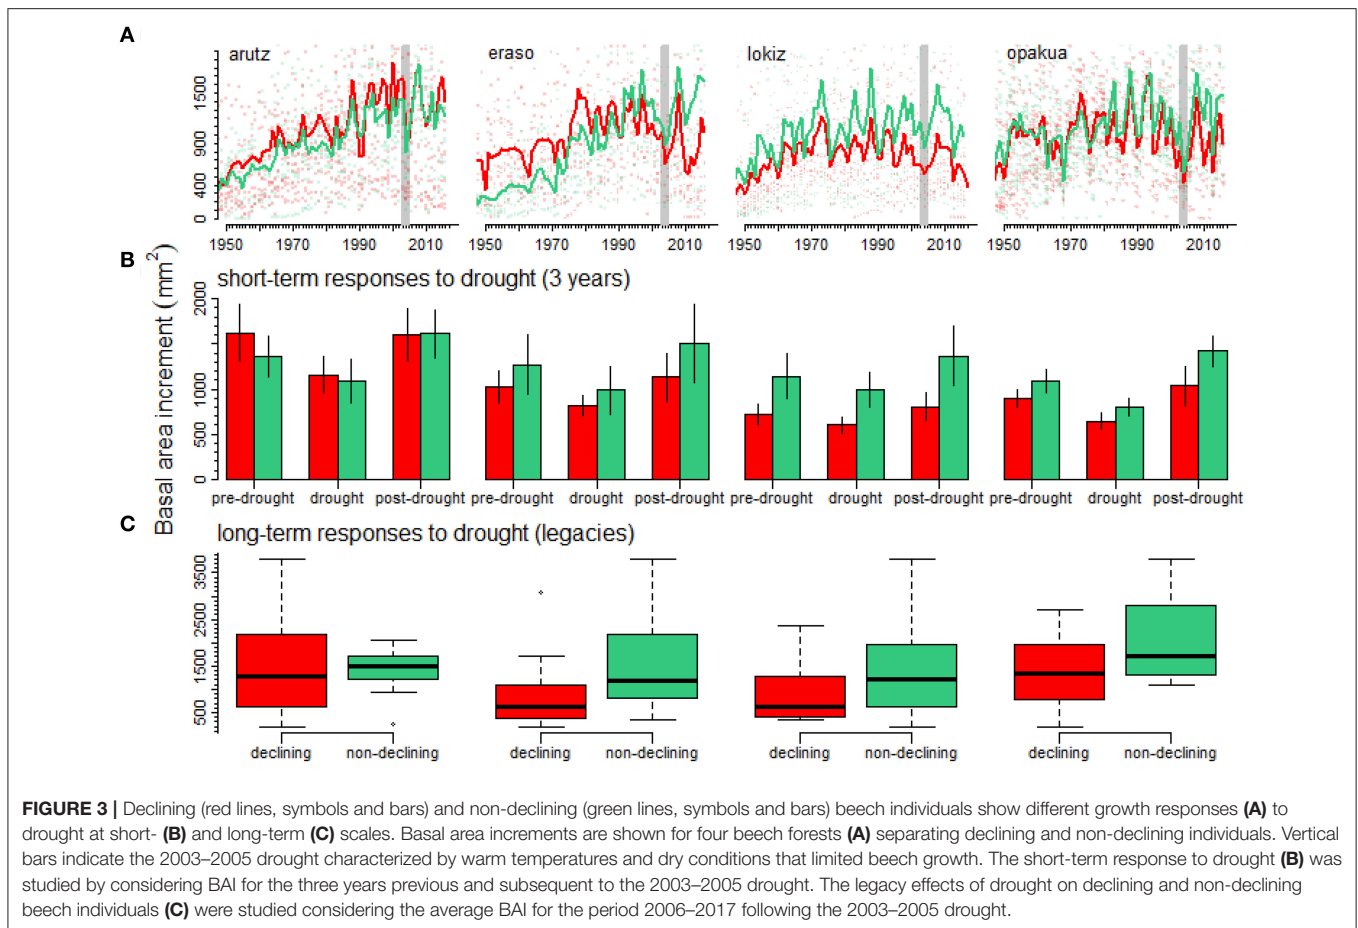 A
arutz
eraso
lokiz
opakua
1500
900
400
0
1950 1970 1990 2010
1950 1970 1990 2010
1950 1970 1990 2010
1950 1970 1990 2010
Basal area increment (mm²)
B
short-term responses to drought (3 years)
2000
1000
500
0
pre-drought drought post-drought
pre-drought drought post-drought
pre-drought drought post-drought
pre-drought drought post-drought
C
long-term responses to drought (legacies)
3500
2500
1500
500
declining non-declining
declining non-declining
declining non-declining
declining non-declining
FIGURE 3 | Declining (red lines, symbols and bars) and non-declining (green lines, symbols and bars) beech individuals show different growth responses (A) to
drought at short- (B) and long-term (C) scales. Basal area increments are shown for four beech forests (A) separating declining and non-declining individuals. Vertical
bars indicate the 2003–2005 drought characterized by warm temperatures and dry conditions that limited beech growth. The short-term response to drought (B) was
studied by considering BAI for the three years previous and subsequent to the 2003–2005 drought. The legacy effects of drought on declining and non-declining
beech individuals (C) were studied considering the average BAI for the period 2006–2017 following the 2003–2005 drought.